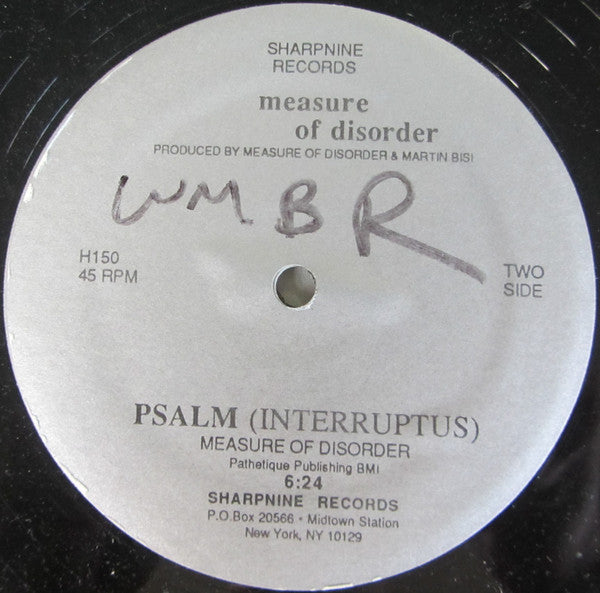 SHARPNINE
RECORDS
measure
of disorder
PRODUCED BY MEASURE OF DISORDER & MARTIN BISI
WMBR
H150
45 RPM
TWO
SIDE
PSALM (INTERRUPTUS)
MEASURE OF DISORDER
Pathetique Publishing BMI
6:24
SHARPNINE RECORDS
P.O.Box 20566 • Midtown Station
New York, NY 10129